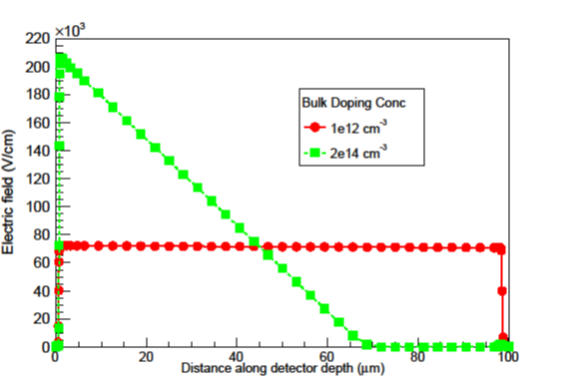 ×10³
220
200
180
160
140
120
100
80
60
40
20
0
Electric field (V/cm)
Bulk Doping Conc
1e12 cm⁻³
2e14 cm⁻³
0 20 40 60 80 100
Distance along detector depth (μm)